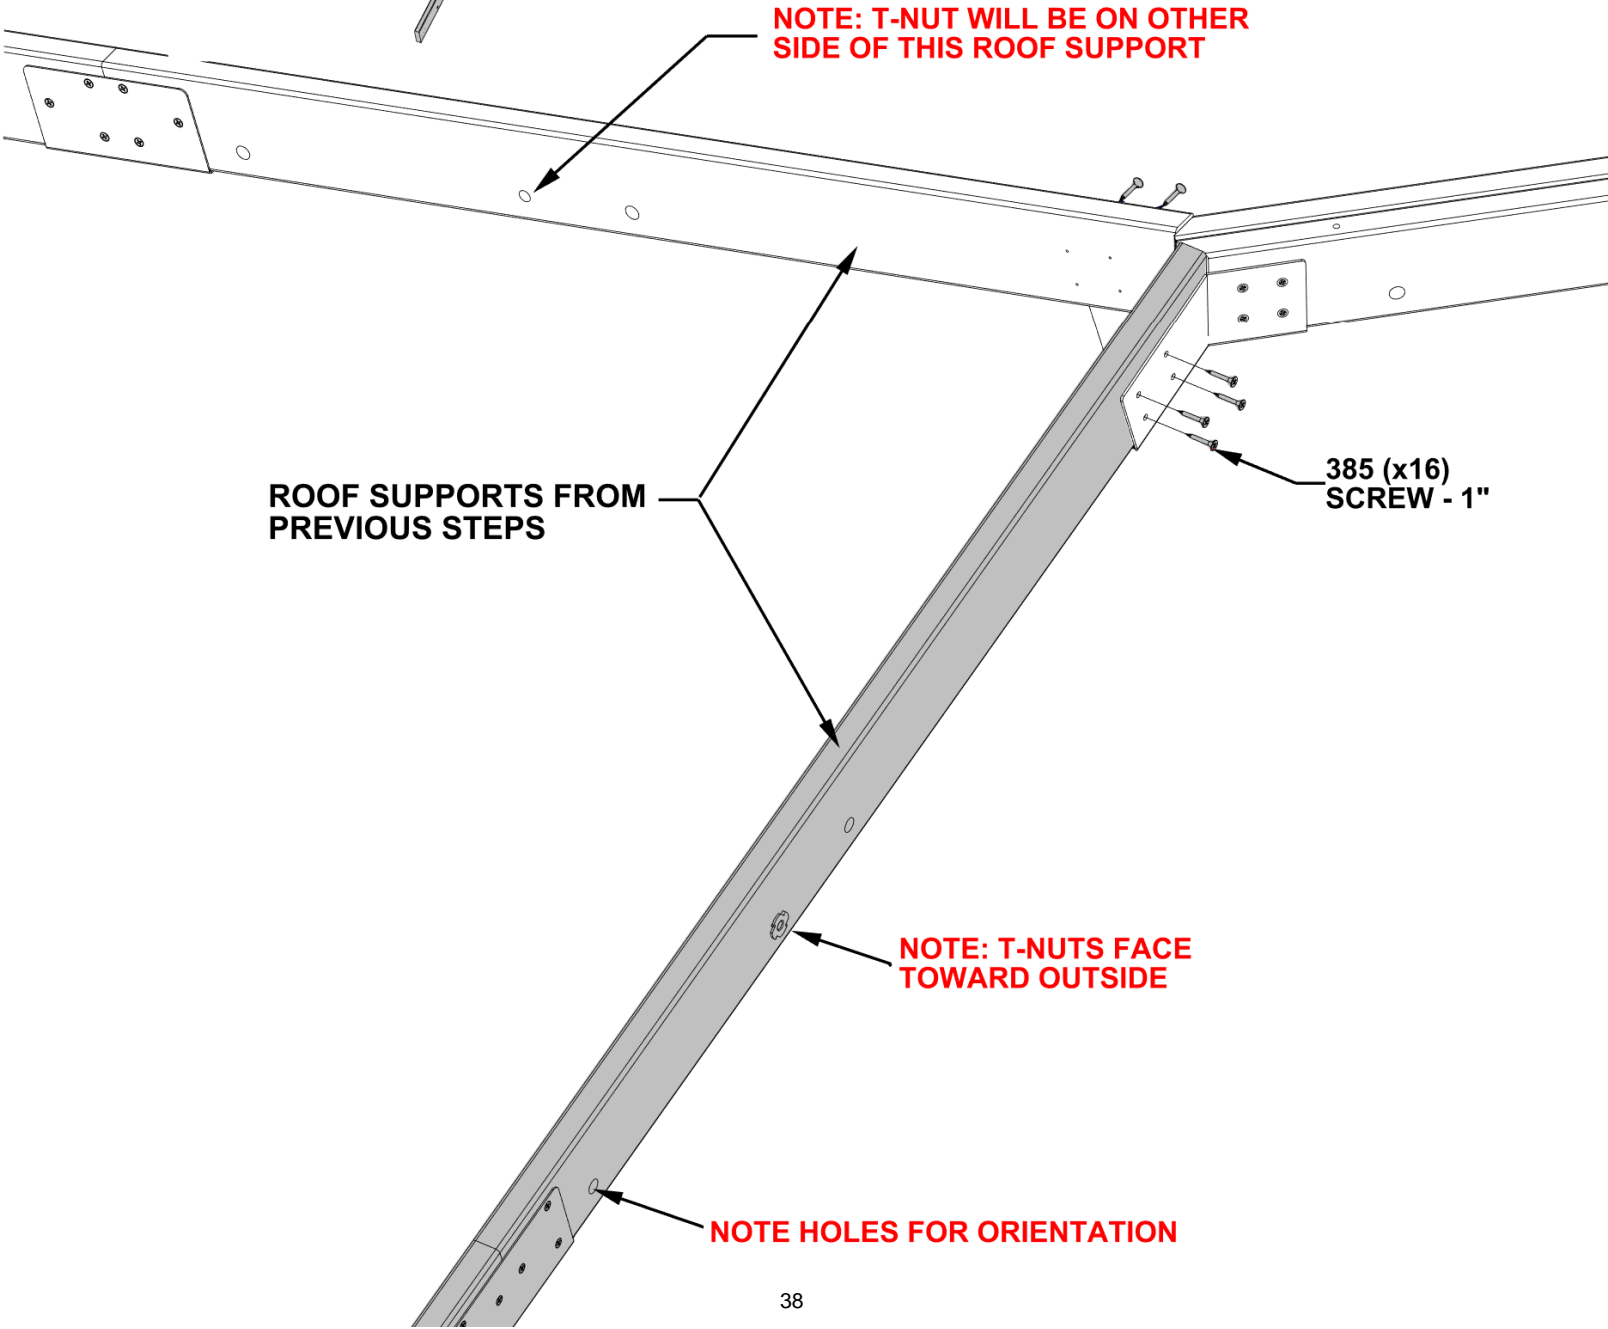 NOTE: T-NUT WILL BE ON OTHER
SIDE OF THIS ROOF SUPPORT
ROOF SUPPORTS FROM
PREVIOUS STEPS
385 (x16)
SCREW - 1"
NOTE: T-NUTS FACE
TOWARD OUTSIDE
NOTE HOLES FOR ORIENTATION
38